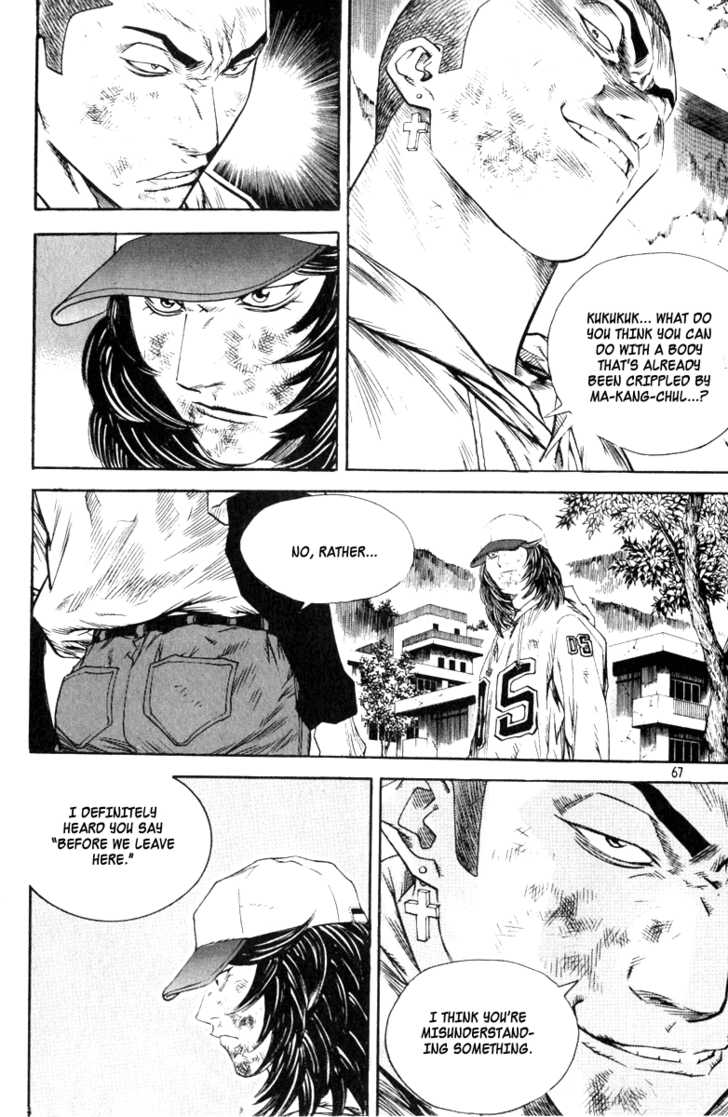 KUKUKUK... WHAT DO
YOU THINK YOU CAN
DO WITH A BODY
THAT'S ALREADY
BEEN CRIPPLED BY
MA-KANG-CHUL...?
NO, RATHER...
DS
15
67
I DEFINITELY
HEARD YOU SAY
"BEFORE WE LEAVE
HERE."
I THINK YOU'RE
MISUNDERSTAND-
ING SOMETHING.